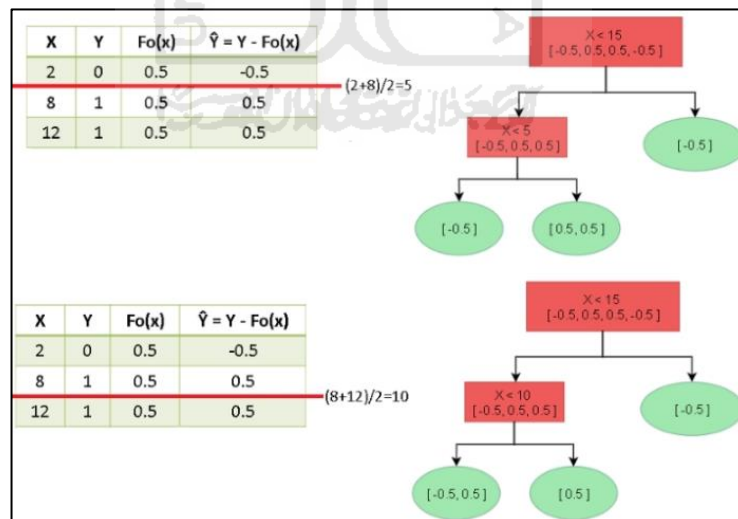 X Y Fo(x) Ŷ = Y - Fo(x)
2 0 0.5 -0.5
(2+8)/2=5
8 1 0.5 0.5
12 1 0.5 0.5
X < 15
[-0.5, 0.5, 0.5, -0.5]
X < 5
[-0.5, 0.5, 0.5]
[-0.5]
[-0.5]
[0.5, 0.5]
X Y Fo(x) Ŷ = Y - Fo(x)
2 0 0.5 -0.5
8 1 0.5 0.5
(8+12)/2=10
12 1 0.5 0.5
X < 15
[-0.5, 0.5, 0.5, -0.5]
X < 10
[-0.5, 0.5, 0.5]
[-0.5]
[-0.5, 0.5]
[0.5]